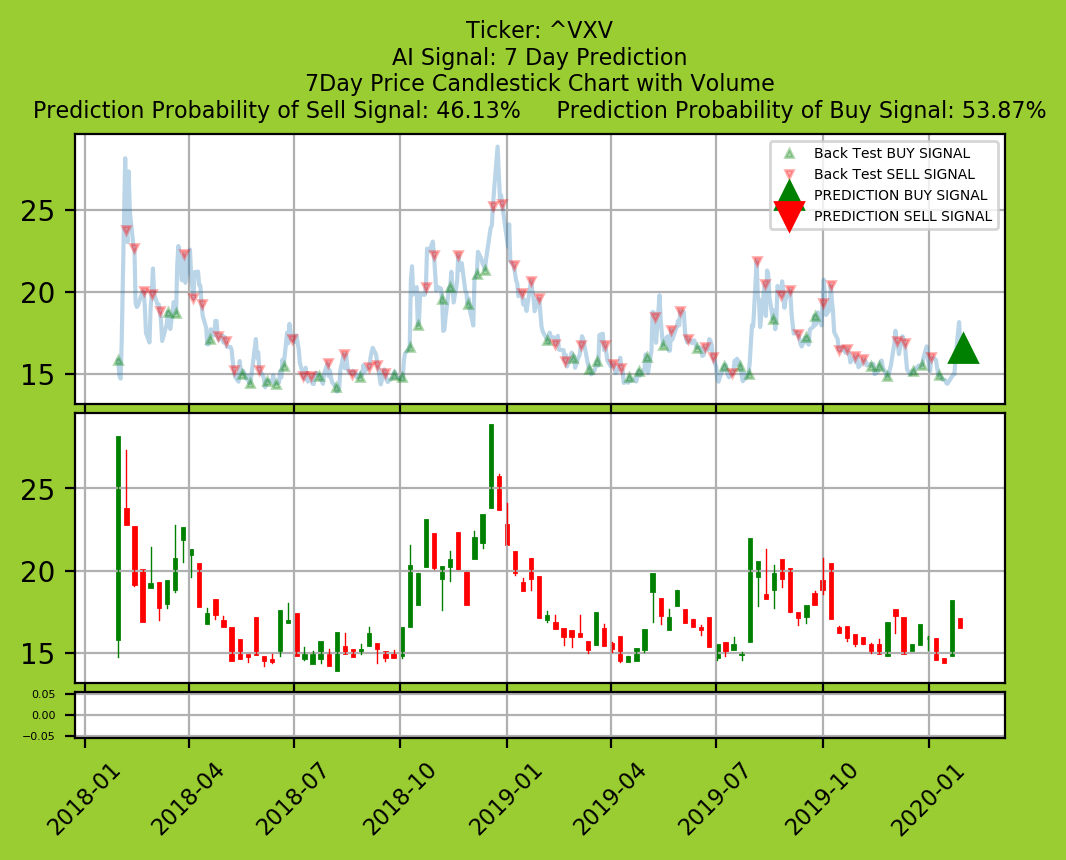 Ticker: ^VXV
AI Signal: 7 Day Prediction
7Day Price Candlestick Chart with Volume
Prediction Probability of Sell Signal: 46.13%     Prediction Probability of Buy Signal: 53.87%
Back Test BUY SIGNAL
Back Test SELL SIGNAL
PREDICTION BUY SIGNAL
PREDICTION SELL SIGNAL
25
20
15
25
20
15
0.05
0.00
−0.05
2018-01 2018-04 2018-07 2018-10 2019-01 2019-04 2019-07 2019-10 2020-01